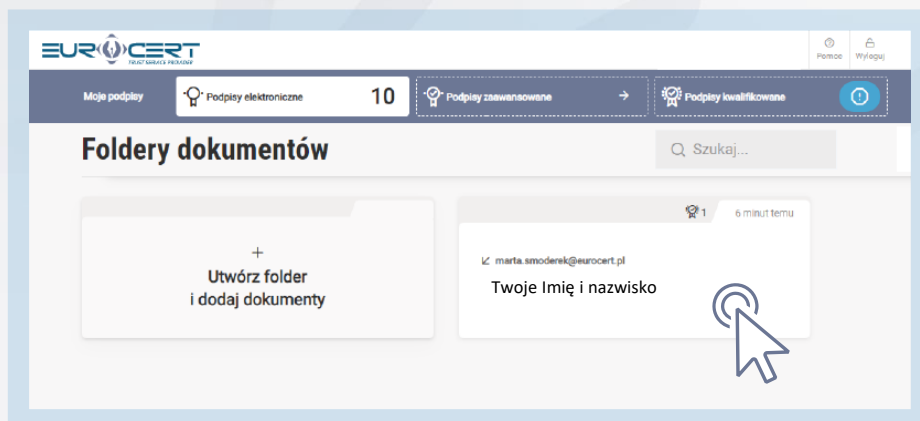 EUROCERT
TRUST SERVICE PROVIDER
Pomoc
Wyloguj
Moje podpisy
Podpisy elektroniczne 10
Podpisy zaawansowane →
Podpisy kwalifikowane
Foldery dokumentów
Szukaj...
1 6 minut temu
+
Utwórz folder
i dodaj dokumenty
marta.smoderek@eurocert.pl
Twoje Imię i nazwisko